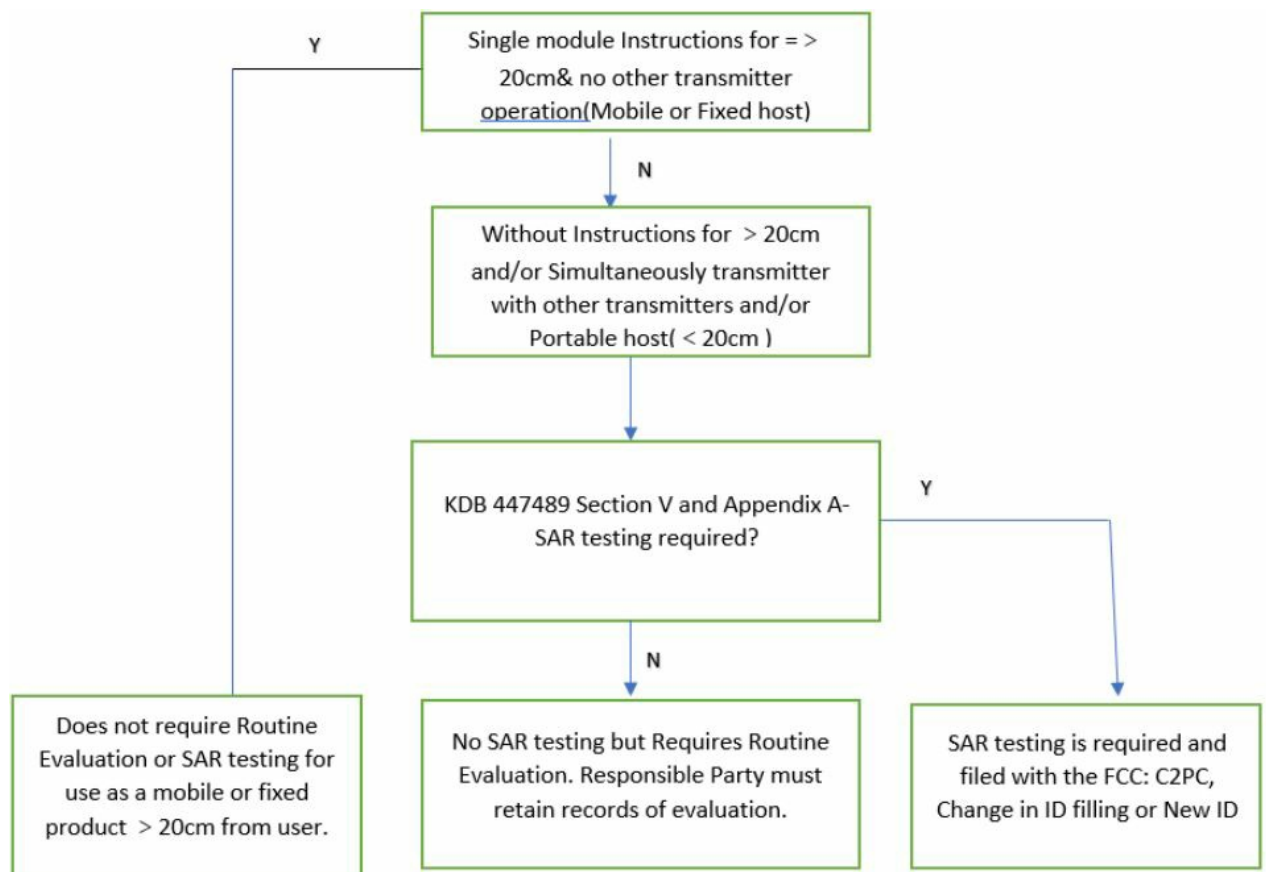 Y
Single module Instructions for = >
20cm& no other transmitter
operation(Mobile or Fixed host)
N
Without Instructions for > 20cm
and/or Simultaneously transmitter
with other transmitters and/or
Portable host( < 20cm )
KDB 447489 Section V and Appendix A-
SAR testing required?
Y
N
Does not require Routine
Evaluation or SAR testing for
use as a mobile or fixed
product > 20cm from user.
No SAR testing but Requires Routine
Evaluation. Responsible Party must
retain records of evaluation.
SAR testing is required and
filed with the FCC: C2PC,
Change in ID filling or New ID